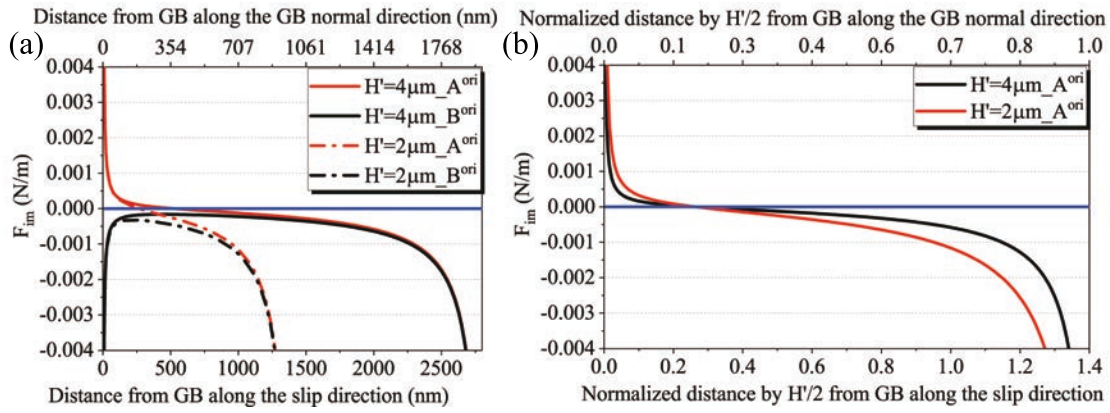 Distance from GB along the GB normal direction (nm)
(a)
0 354 707 1061 1414 1768
0.004
0.003
0.002
0.001
0.000
-0.001
-0.002
-0.003
-0.004
F_im (N/m)
H'=4μm_A^ori
H'=4μm_B^ori
H'=2μm_A^ori
H'=2μm_B^ori
0 500 1000 1500 2000 2500
Distance from GB along the slip direction (nm)
Normalized distance by H'/2 from GB along the GB normal direction
(b)
0.0 0.1 0.3 0.4 0.6 0.7 0.9 1.0
0.004
0.003
0.002
0.001
0.000
-0.001
-0.002
-0.003
-0.004
F_im (N/m)
H'=4μm_A^ori
H'=2μm_A^ori
0.0 0.2 0.4 0.6 0.8 1.0 1.2 1.4
Normalized distance by H'/2 from GB along the slip direction